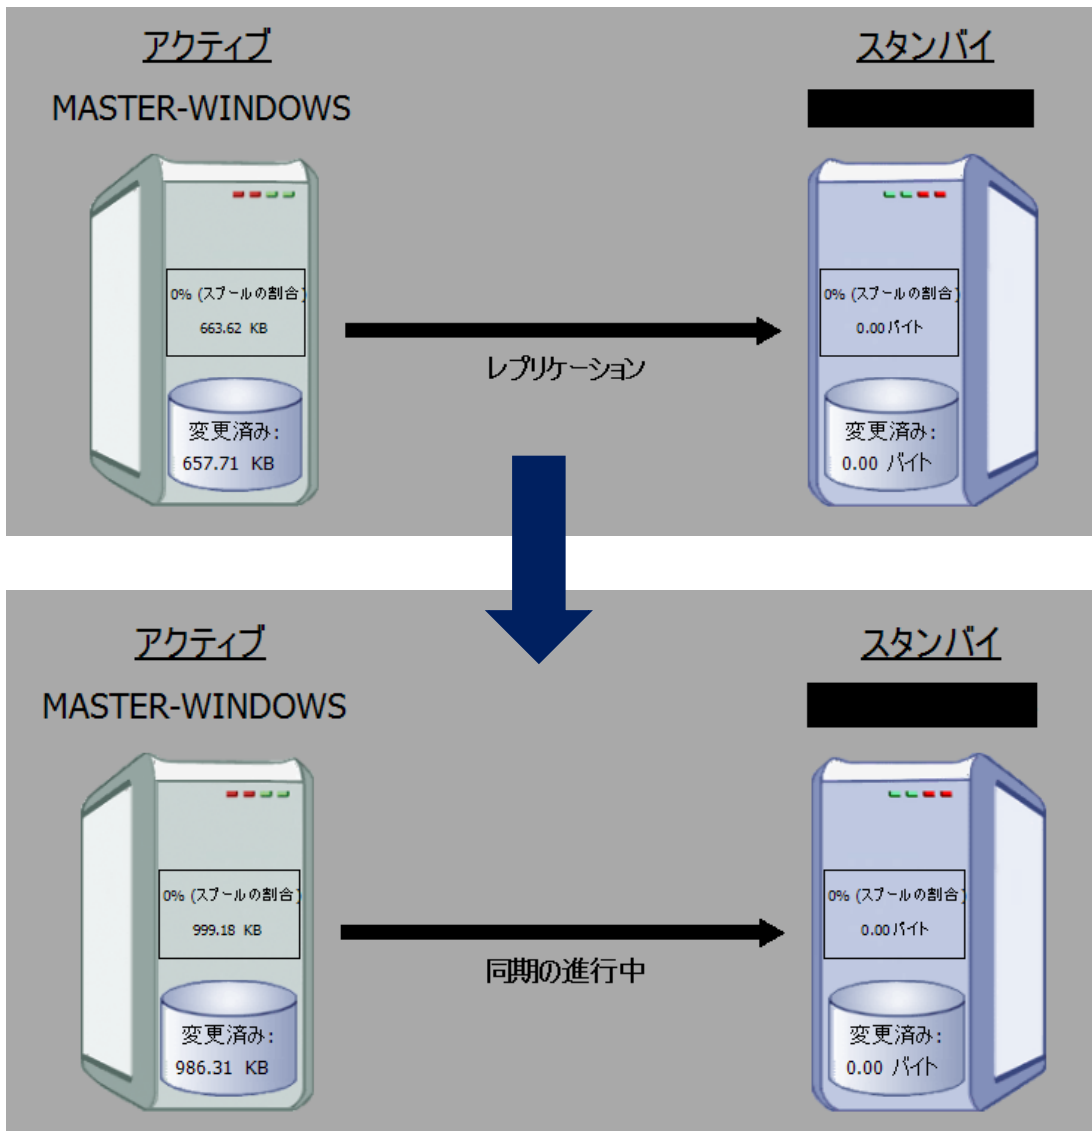 アクティブ
スタンバイ
MASTER-WINDOWS
0% (スプールの割合)
663.62 KB
0% (スプールの割合)
0.00 バイト
レプリケーション
変更済み:
657.71 KB
変更済み:
0.00 バイト
アクティブ
スタンバイ
MASTER-WINDOWS
0% (スプールの割合)
999.18 KB
0% (スプールの割合)
0.00 バイト
同期の進行中
変更済み:
986.31 KB
変更済み:
0.00 バイト